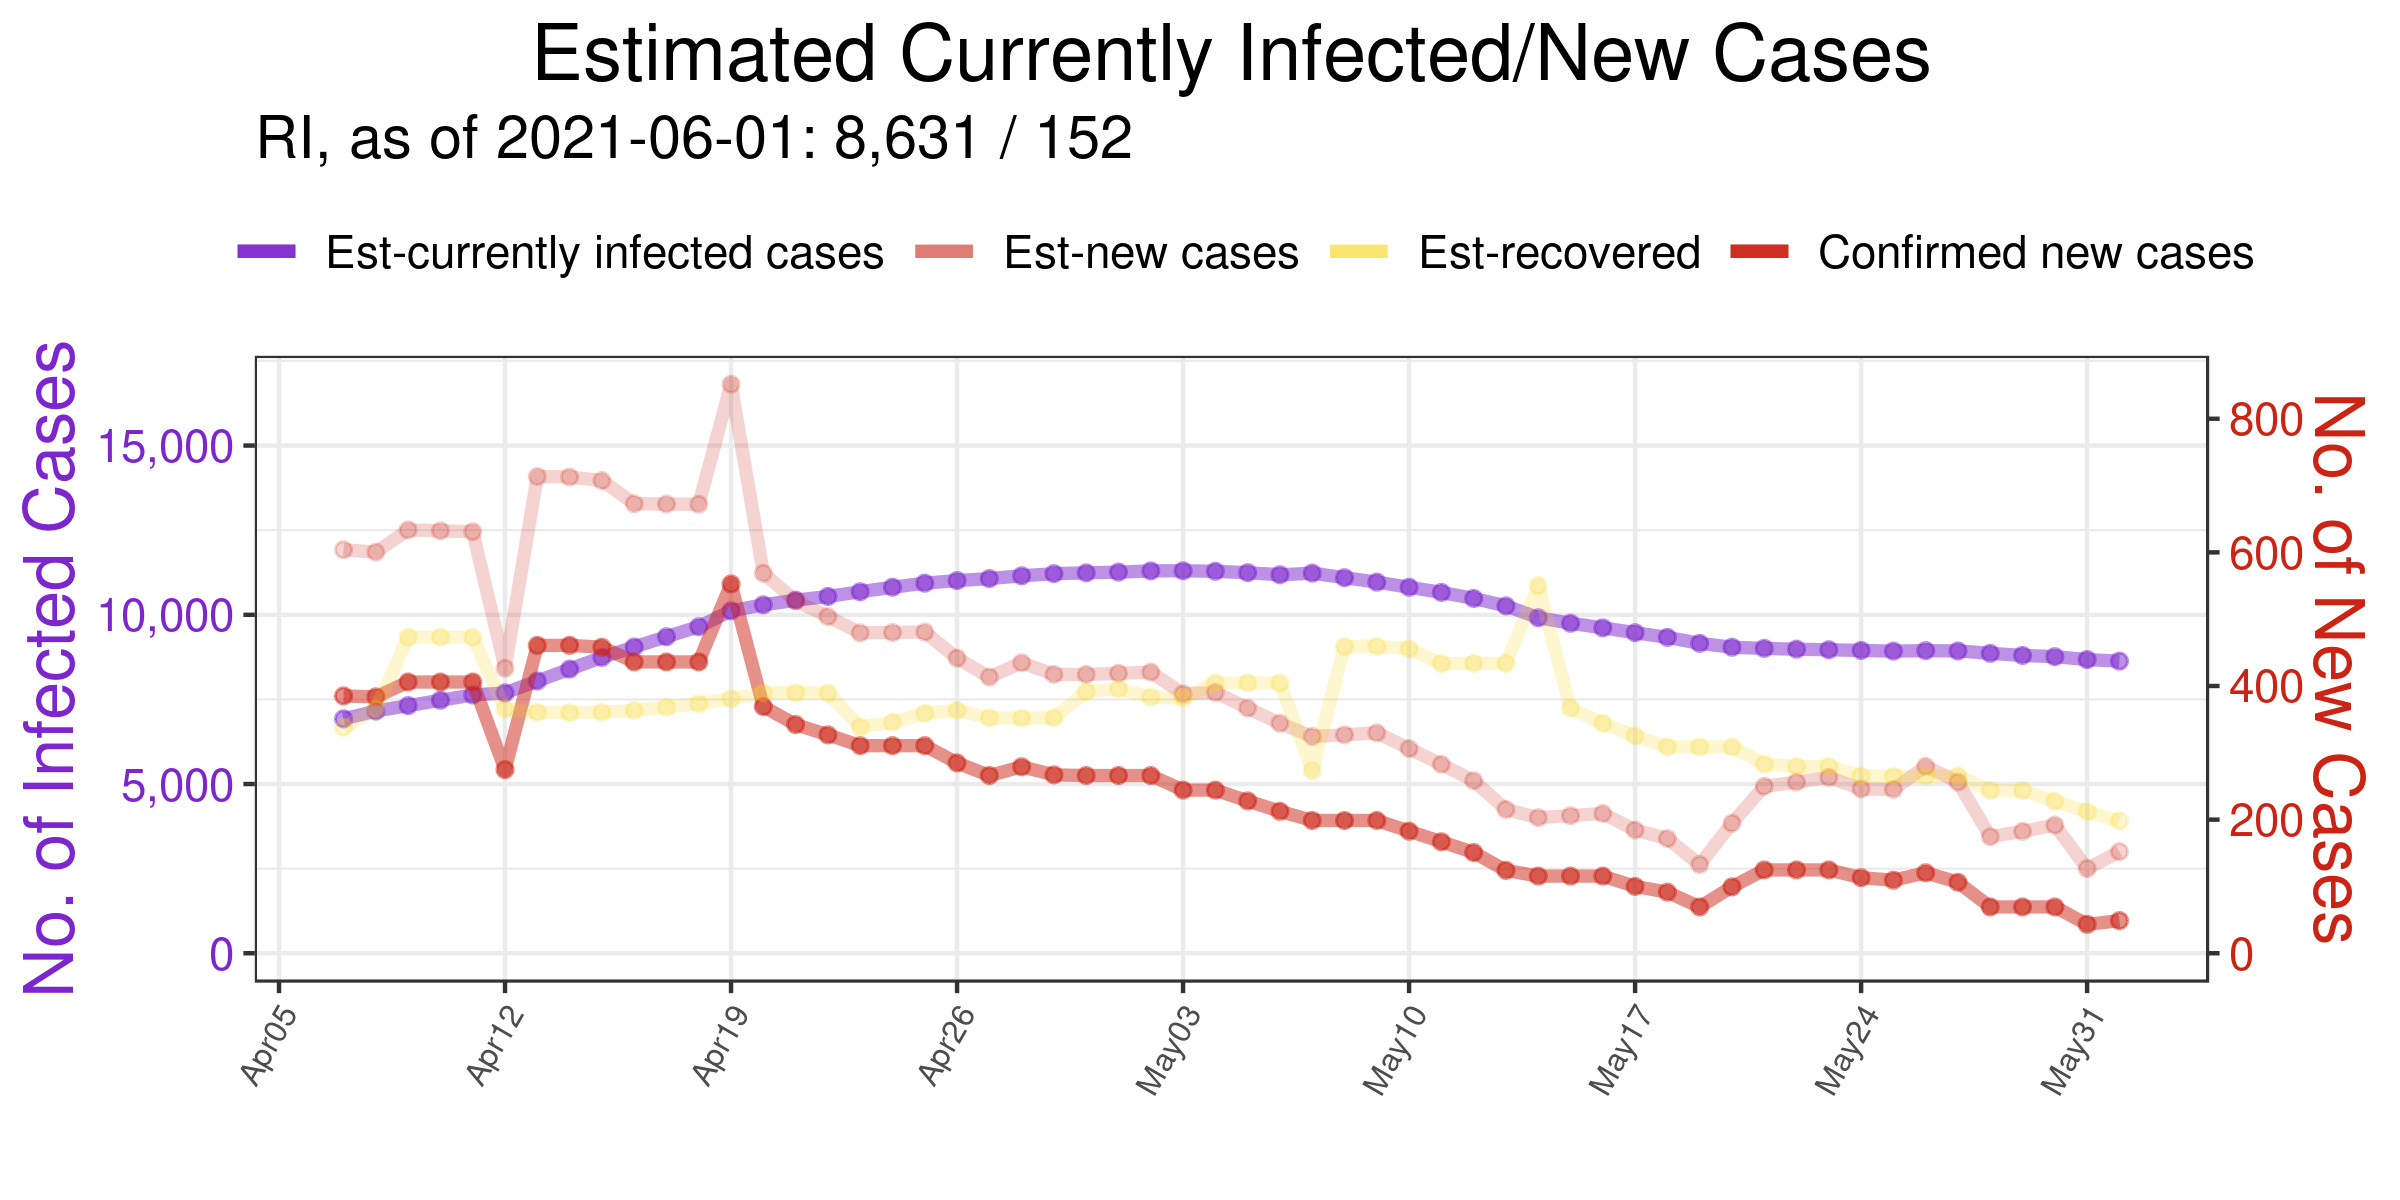 Estimated Currently Infected/New Cases
RI, as of 2021-06-01: 8,631 / 152
Est-currently infected cases Est-new cases Est-recovered Confirmed new cases
No. of Infected Cases
15,000
10,000
5,000
0
800
600
400
200
0
No. of New Cases
Apr05 Apr12 Apr19 Apr26 May03 May10 May17 May24 May31